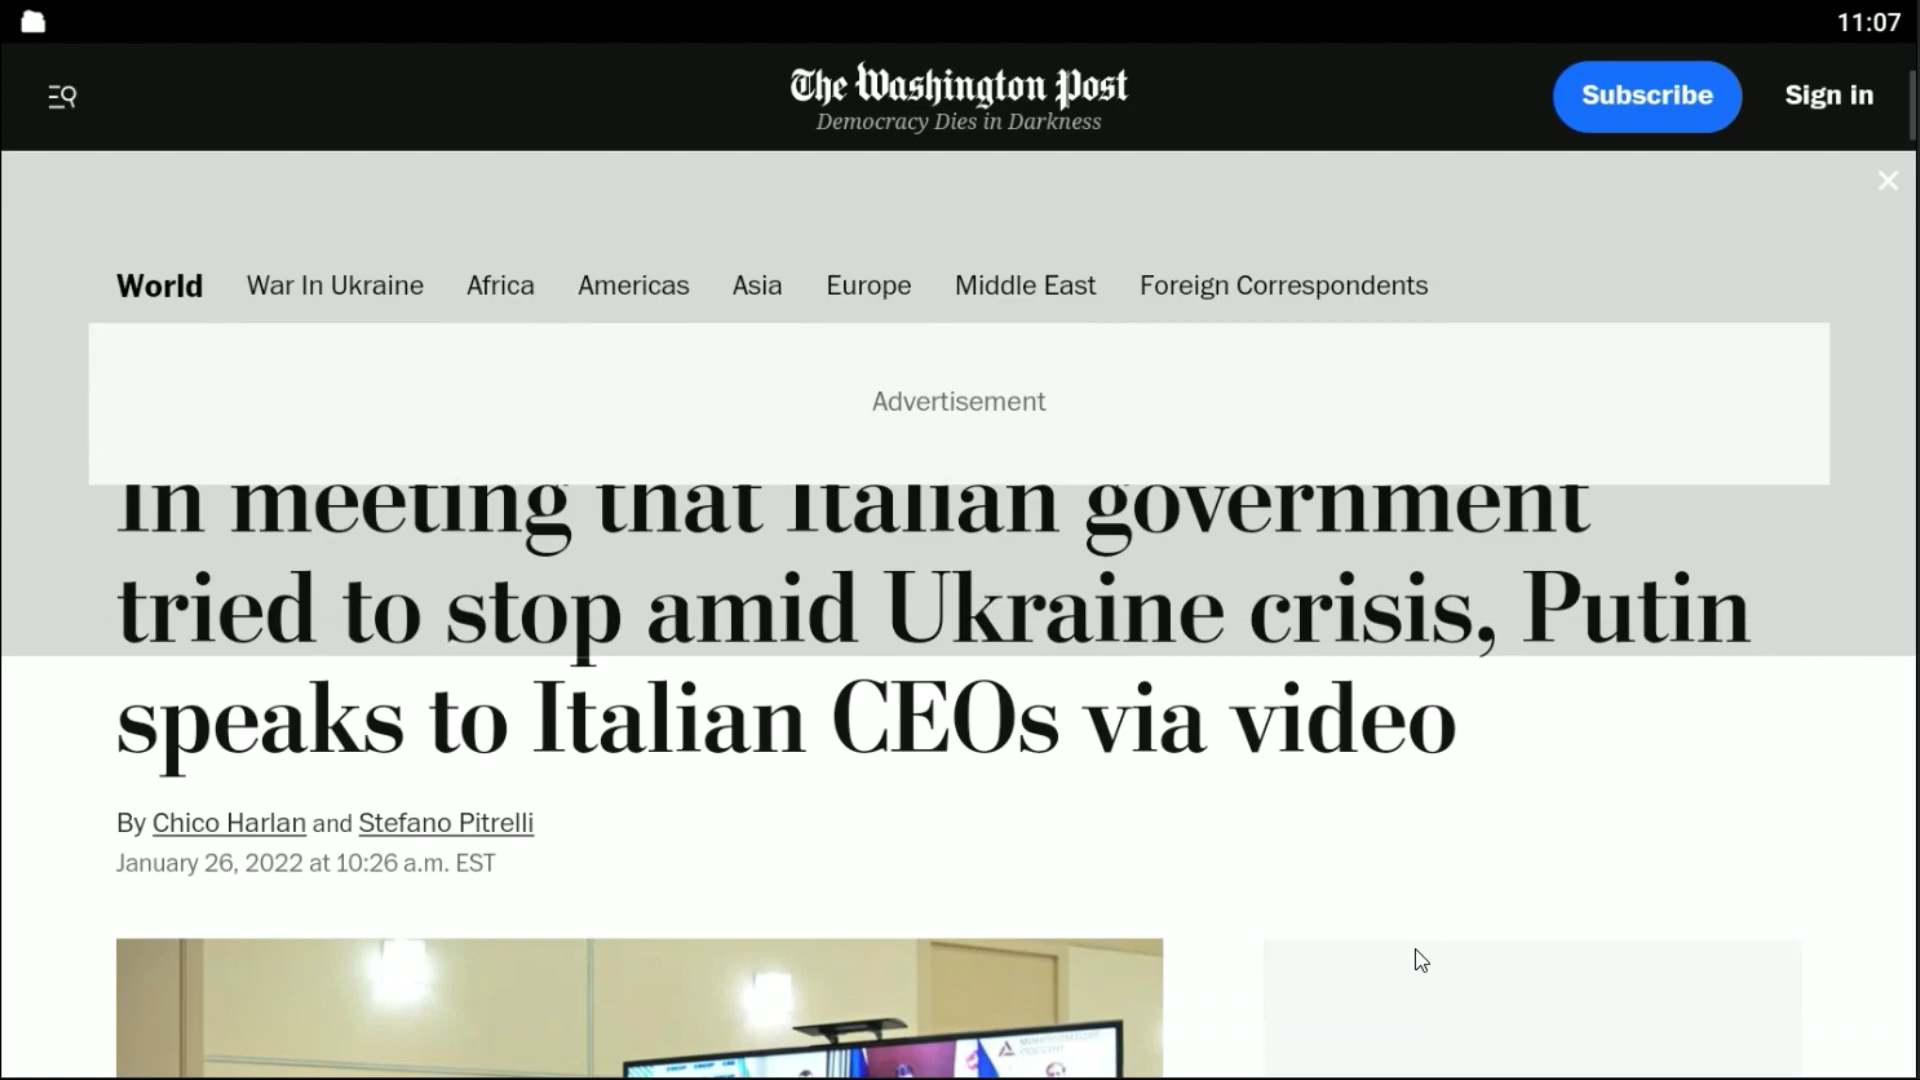 11:07
The Washington Post
Democracy Dies in Darkness
Subscribe
Sign in
World War In Ukraine Africa Americas Asia Europe Middle East Foreign Correspondents
Advertisement
In meeting that Italian government
tried to stop amid Ukraine crisis, Putin
speaks to Italian CEOs via video
By Chico Harlan and Stefano Pitrelli
January 26, 2022 at 10:26 a.m. EST